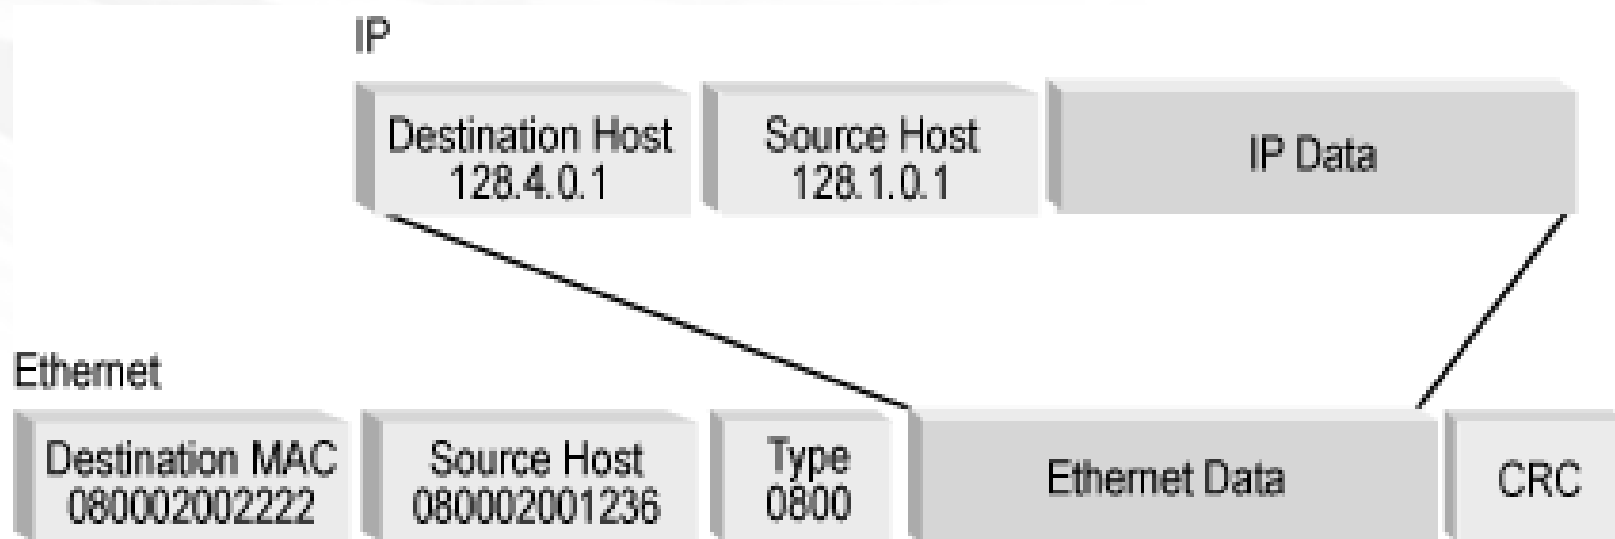 IP
Destination Host
128.4.0.1
Source Host
128.1.0.1
IP Data
Ethernet
Destination MAC
080002002222
Source Host
080002001236
Type
0800
Ethernet Data
CRC